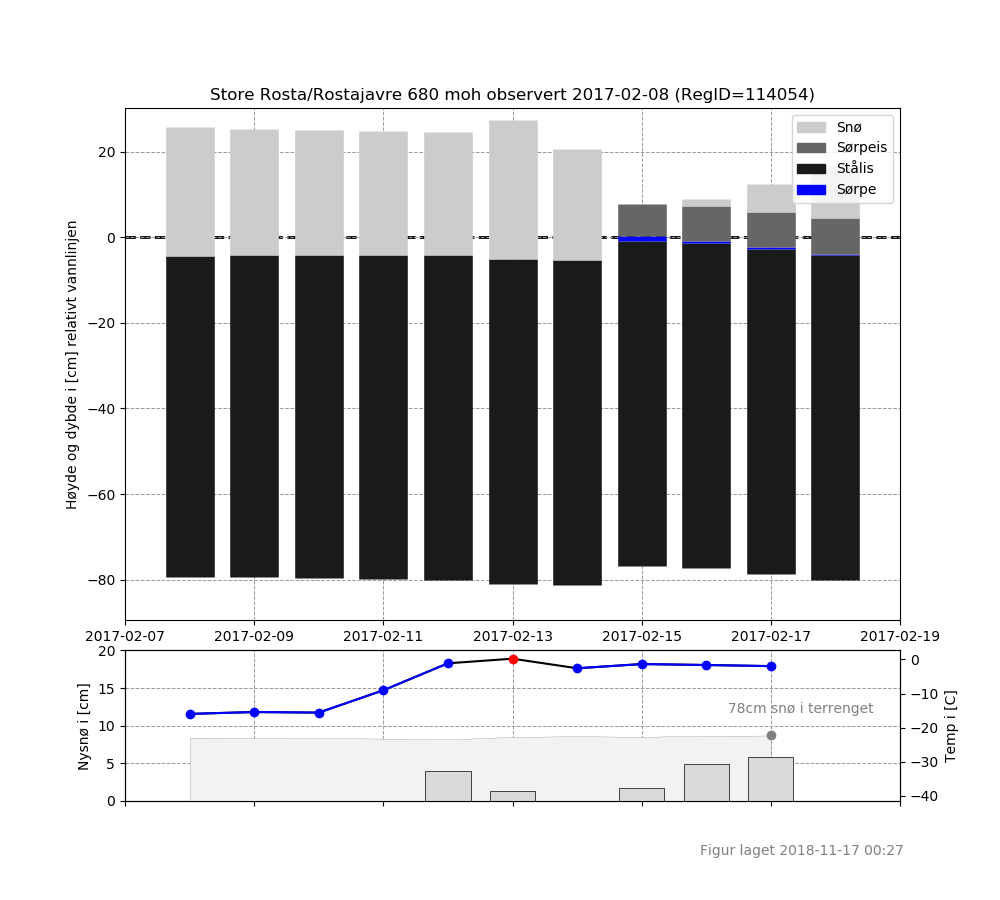 Store Rosta/Rostajavre 680 moh observert 2017-02-08 (RegID=114054)
Snø
Sørpeis
Stålis
Sørpe
Høyde og dybde i [cm] relativt vannlinjen
20
0
−20
−40
−60
−80
2017-02-07 2017-02-09 2017-02-11 2017-02-13 2017-02-15 2017-02-17 2017-02-19
Nysnø i [cm]
20
15
10
5
0
78cm snø i terrenget
0
−10
−20
−30
−40
Temp i [C]
Figur laget 2018-11-17 00:27